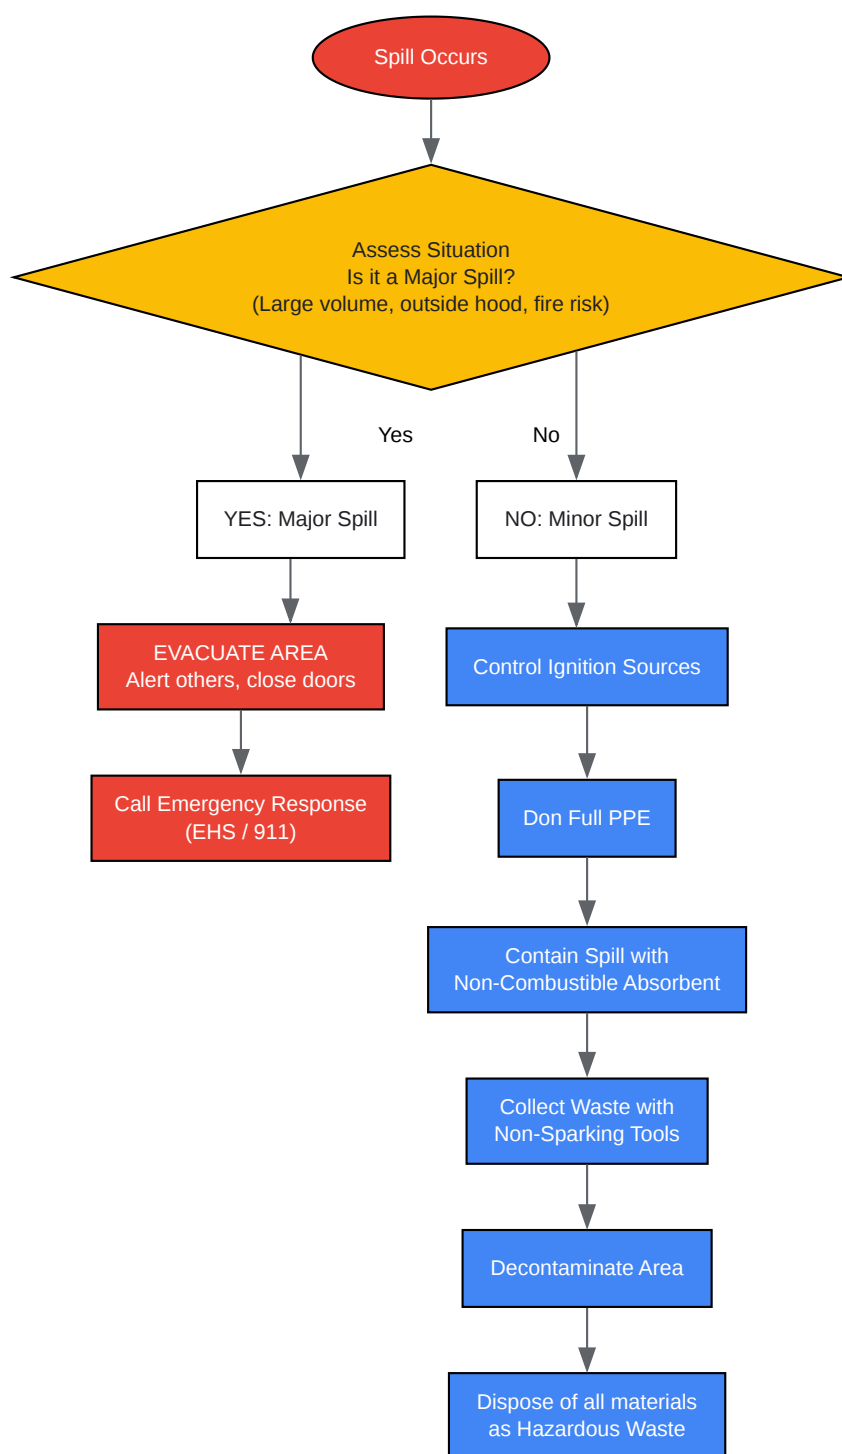 Spill Occurs
Assess Situation
Is it a Major Spill?
(Large volume, outside hood, fire risk)
Yes
No
YES: Major Spill
NO: Minor Spill
EVACUATE AREA
Alert others, close doors
Control Ignition Sources
Call Emergency Response
(EHS / 911)
Don Full PPE
Contain Spill with
Non-Combustible Absorbent
Collect Waste with
Non-Sparking Tools
Decontaminate Area
Dispose of all materials
as Hazardous Waste